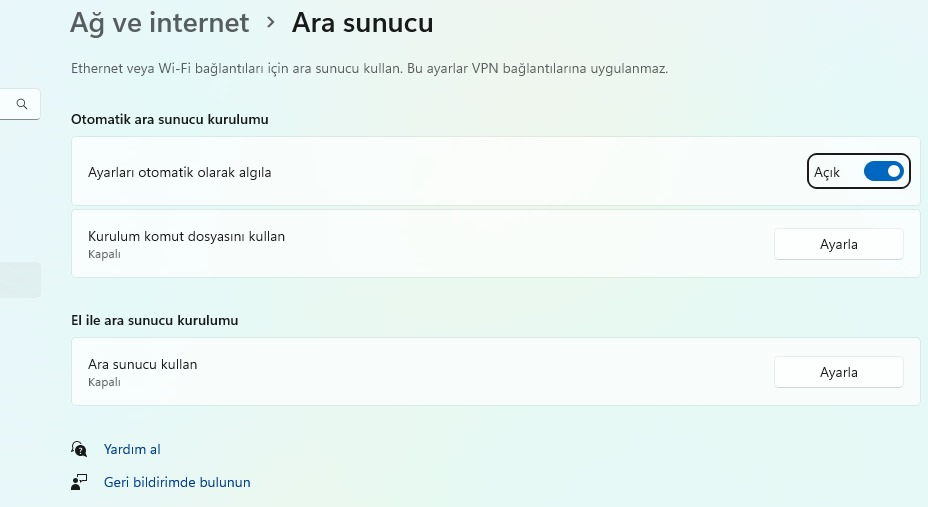 Ağ ve internet > Ara sunucu
Ethernet veya Wi-Fi bağlantıları için ara sunucu kullan. Bu ayarlar VPN bağlantılarına uygulanmaz.
Otomatik ara sunucu kurulumu
Ayarları otomatik olarak algıla
Açık
Kurulum komut dosyasını kullan
Kapalı
Ayarla
El ile ara sunucu kurulumu
Ara sunucu kullan
Kapalı
Ayarla
Yardım al
Geri bildirimde bulunun